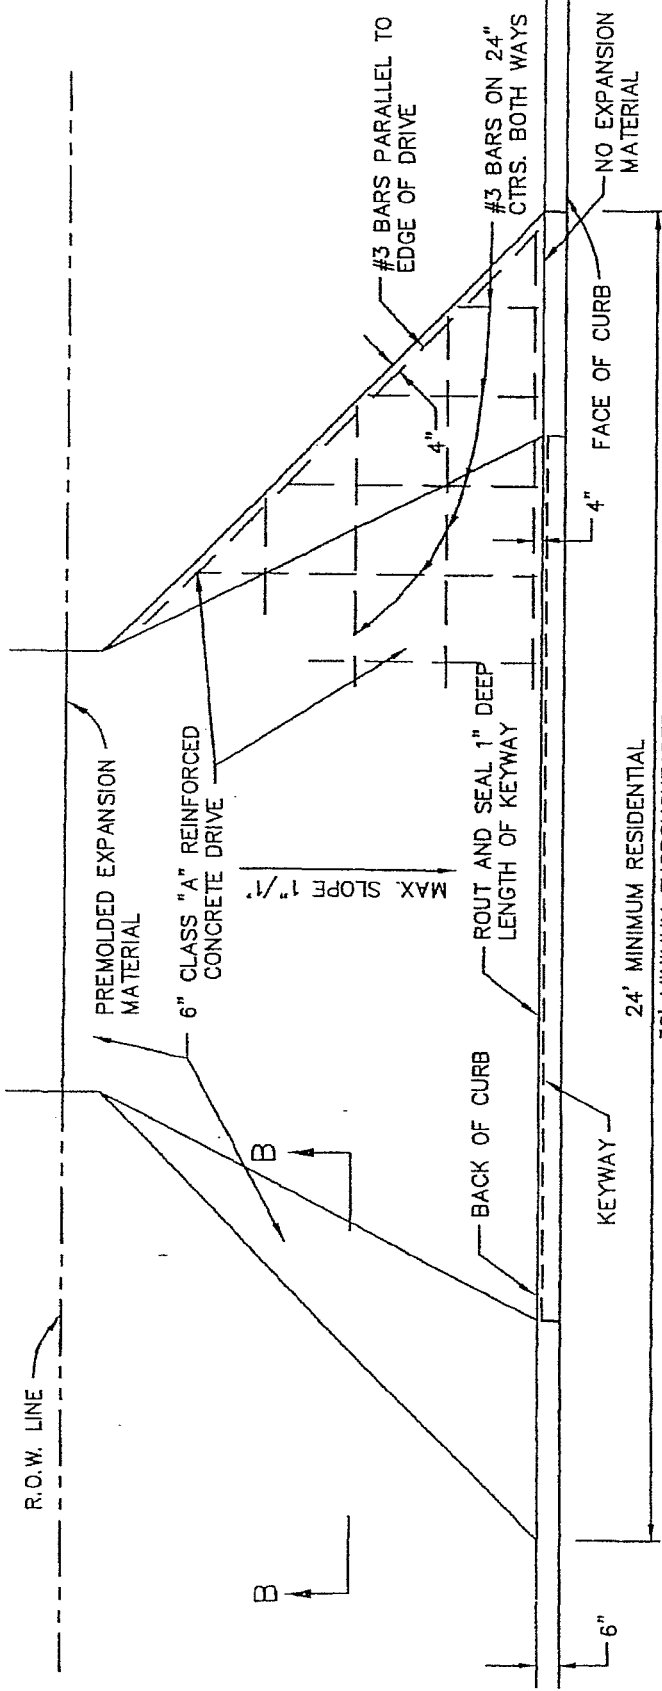 R.O.W. LINE
PREMOLDED EXPANSION
MATERIAL
6" CLASS "A" REINFORCED
CONCRETE DRIVE
#3 BARS PARALLEL TO
EDGE OF DRIVE
#3 BARS ON 24"
CTRS. BOTH WAYS
4"
MAX. SLOPE 1"/1'
B
B
BACK OF CURB
ROUT AND SEAL 1" DEEP
LENGTH OF KEYWAY
NO EXPANSION
MATERIAL
4"
FACE OF CURB
KEYWAY
6"
24' MINIMUM RESIDENTIAL